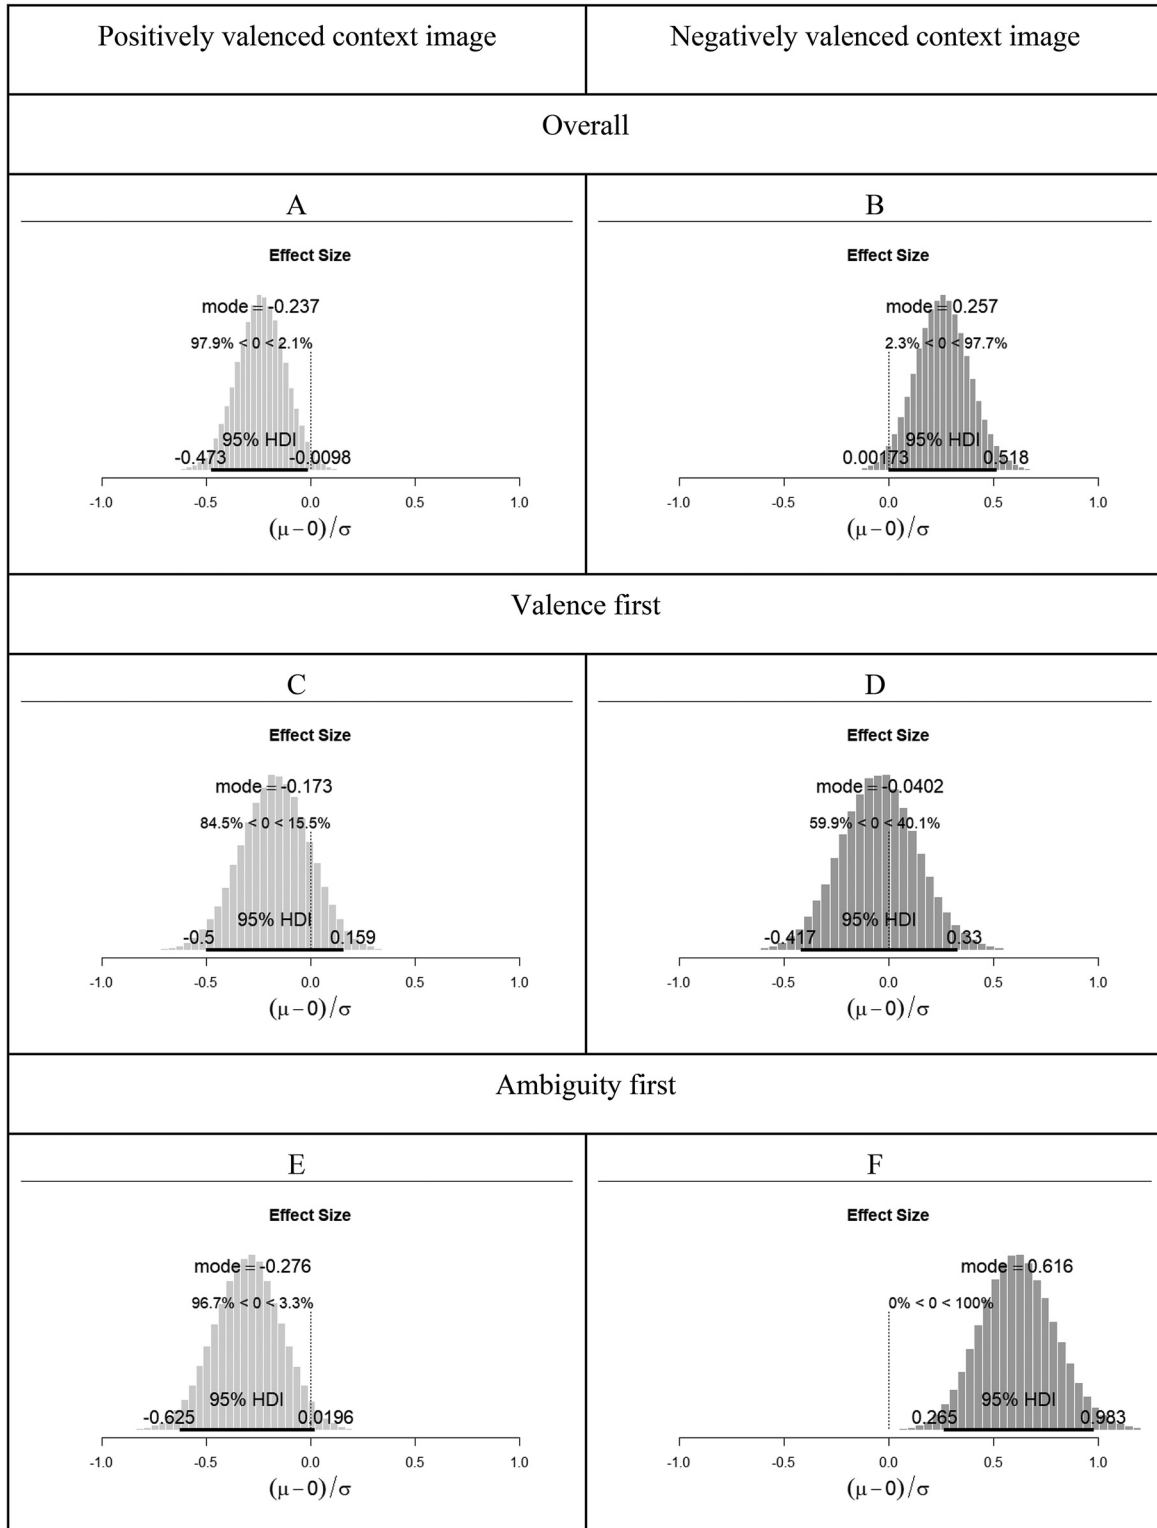 Positively valenced context image
Negatively valenced context image
Overall
A
Effect Size
mode = -0.237
97.9% < 0 < 2.1%
95% HDI
-0.473
-0.0098
-1.0 -0.5 0.0 0.5 1.0
(μ−0)/σ
B
Effect Size
mode = 0.257
2.3% < 0 < 97.7%
95% HDI
0.00173
0.518
-1.0 -0.5 0.0 0.5 1.0
(μ−0)/σ
Valence first
C
Effect Size
mode = -0.173
84.5% < 0 < 15.5%
95% HDI
-0.5
0.159
-1.0 -0.5 0.0 0.5 1.0
(μ−0)/σ
D
Effect Size
mode = -0.0402
59.9% < 0 < 40.1%
95% HDI
-0.417
0.33
-1.0 -0.5 0.0 0.5 1.0
(μ−0)/σ
Ambiguity first
E
Effect Size
mode = -0.276
96.7% < 0 < 3.3%
95% HDI
-0.625
0.0196
-1.0 -0.5 0.0 0.5 1.0
(μ−0)/σ
F
Effect Size
mode = 0.616
0% < 0 < 100%
95% HDI
0.265
0.983
-1.0 -0.5 0.0 0.5 1.0
(μ−0)/σ